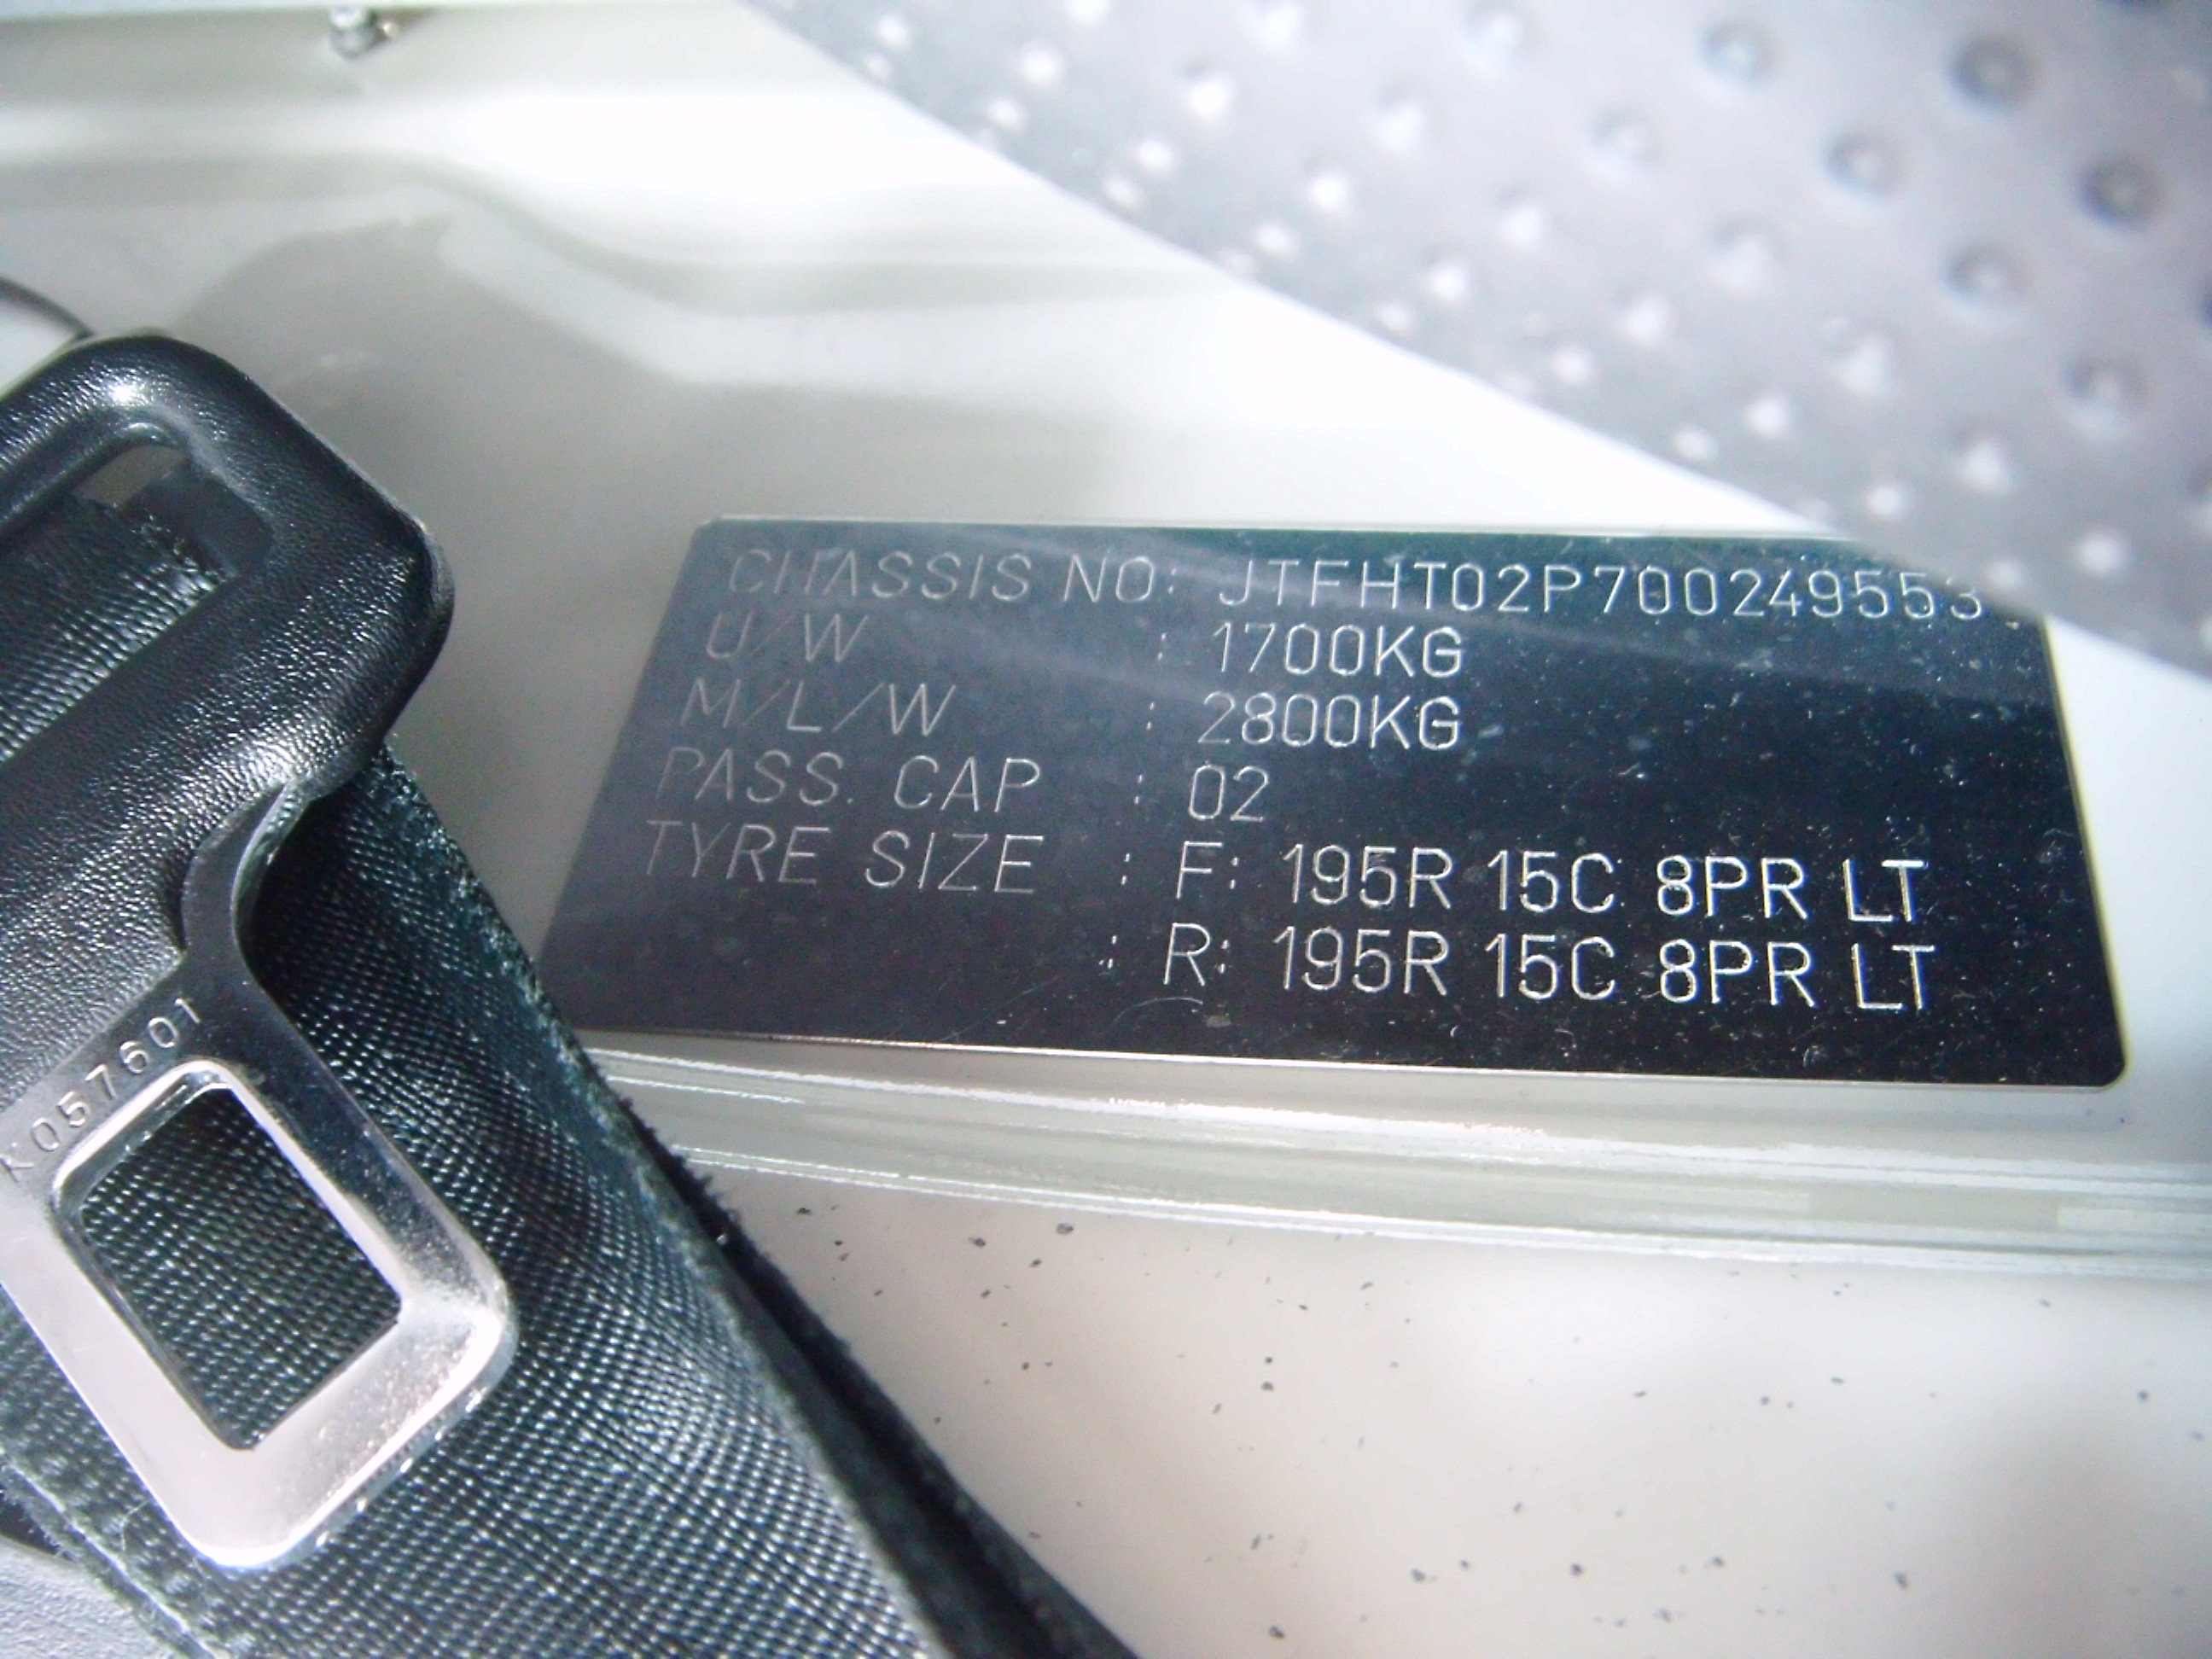 CHASSIS NO: JTFHT02P700249553
U/W : 1700KG
M/L/W : 2800KG
PASS. CAP : 02
TYRE SIZE : F: 195R 15C 8PR LT
: R: 195R 15C 8PR LT
K057601